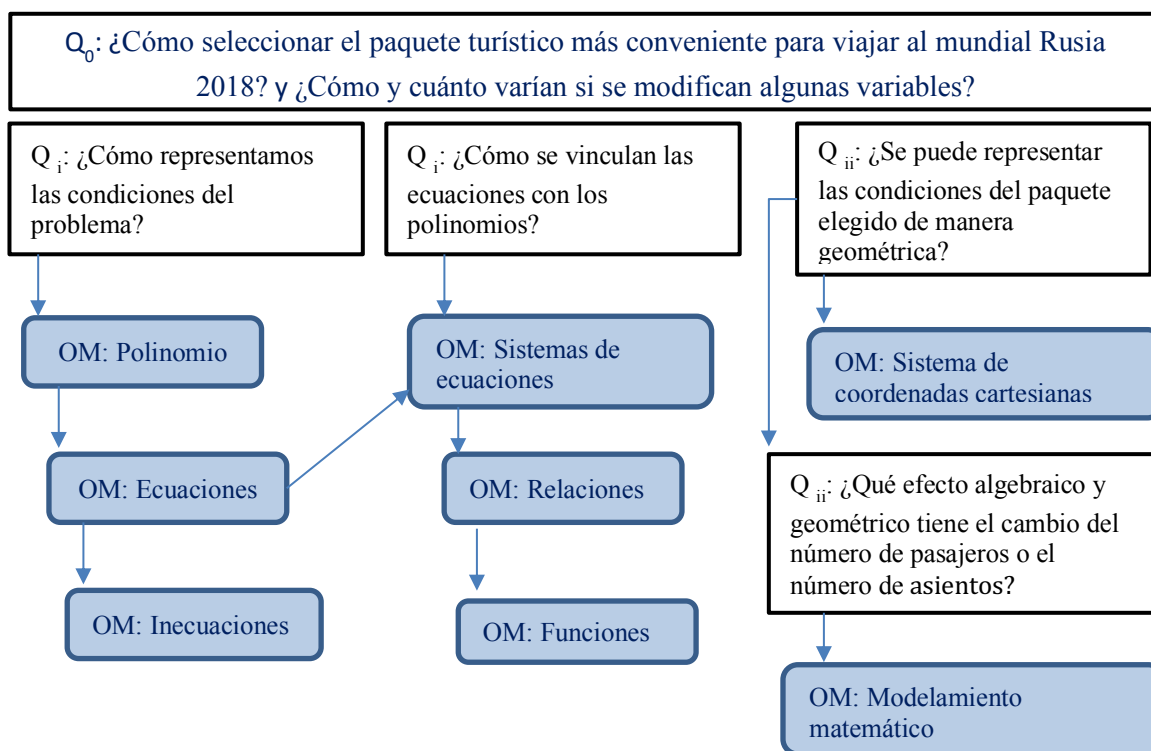 Q0: ¿Cómo seleccionar el paquete turístico más conveniente para viajar al mundial Rusia
2018? y ¿Cómo y cuánto varían si se modifican algunas variables?
Q i: ¿Cómo representamos
las condiciones del
problema?
OM: Polinomio
OM: Ecuaciones
OM: Inecuaciones
Q i: ¿Cómo se vinculan las
ecuaciones con los
polinomios?
OM: Sistemas de
ecuaciones
OM: Relaciones
OM: Funciones
Q ii: ¿Se puede representar
las condiciones del paquete
elegido de manera
geométrica?
OM: Sistema de
coordenadas cartesianas
Q ii: ¿Qué efecto algebraico y
geométrico tiene el cambio del
número de pasajeros o el
número de asientos?
OM: Modelamiento
matemático